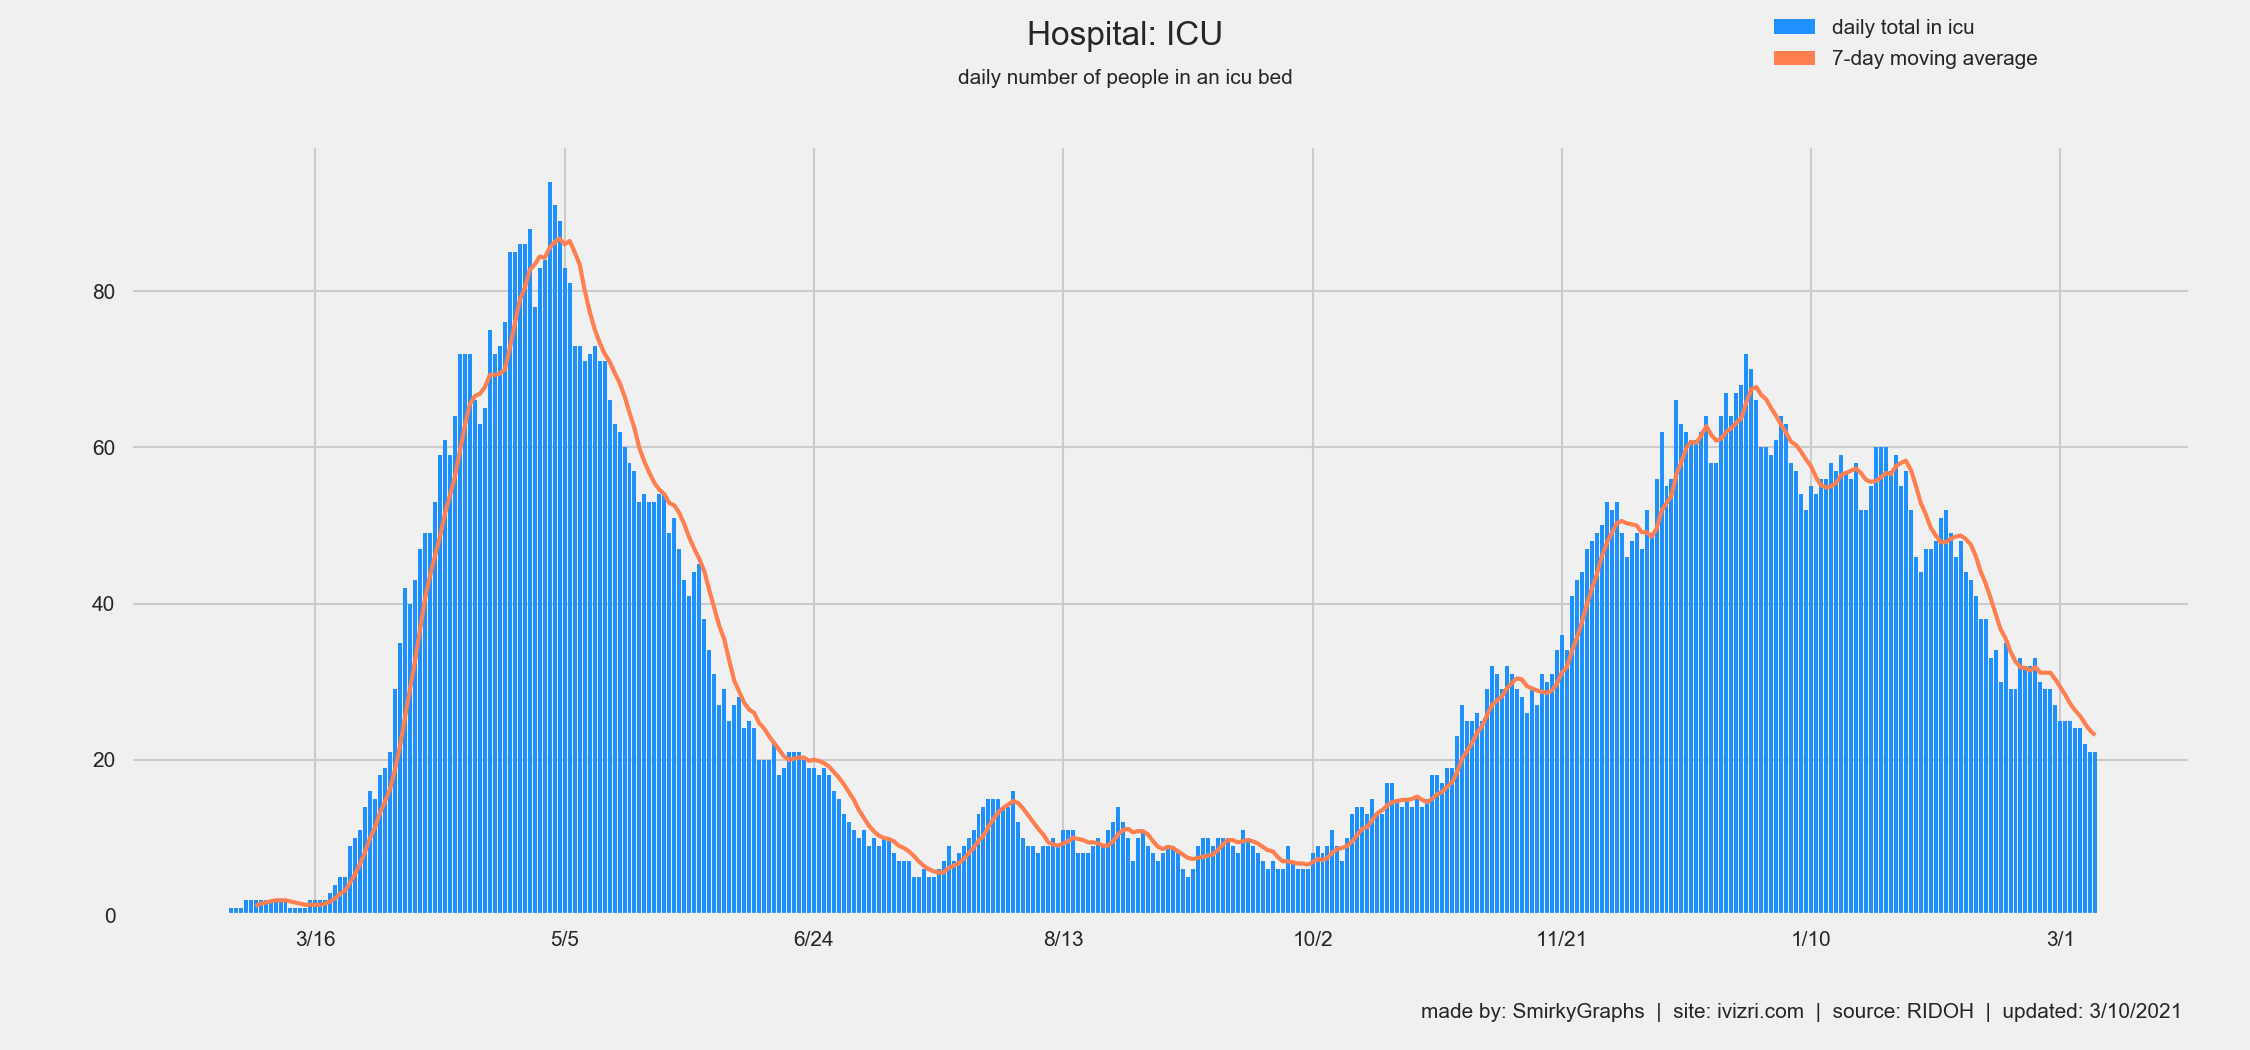 Hospital: ICU
daily number of people in an icu bed
daily total in icu
7-day moving average
80
60
40
20
0
3/16 5/5 6/24 8/13 10/2 11/21 1/10 3/1
made by: SmirkyGraphs | site: ivizri.com | source: RIDOH | updated: 3/10/2021